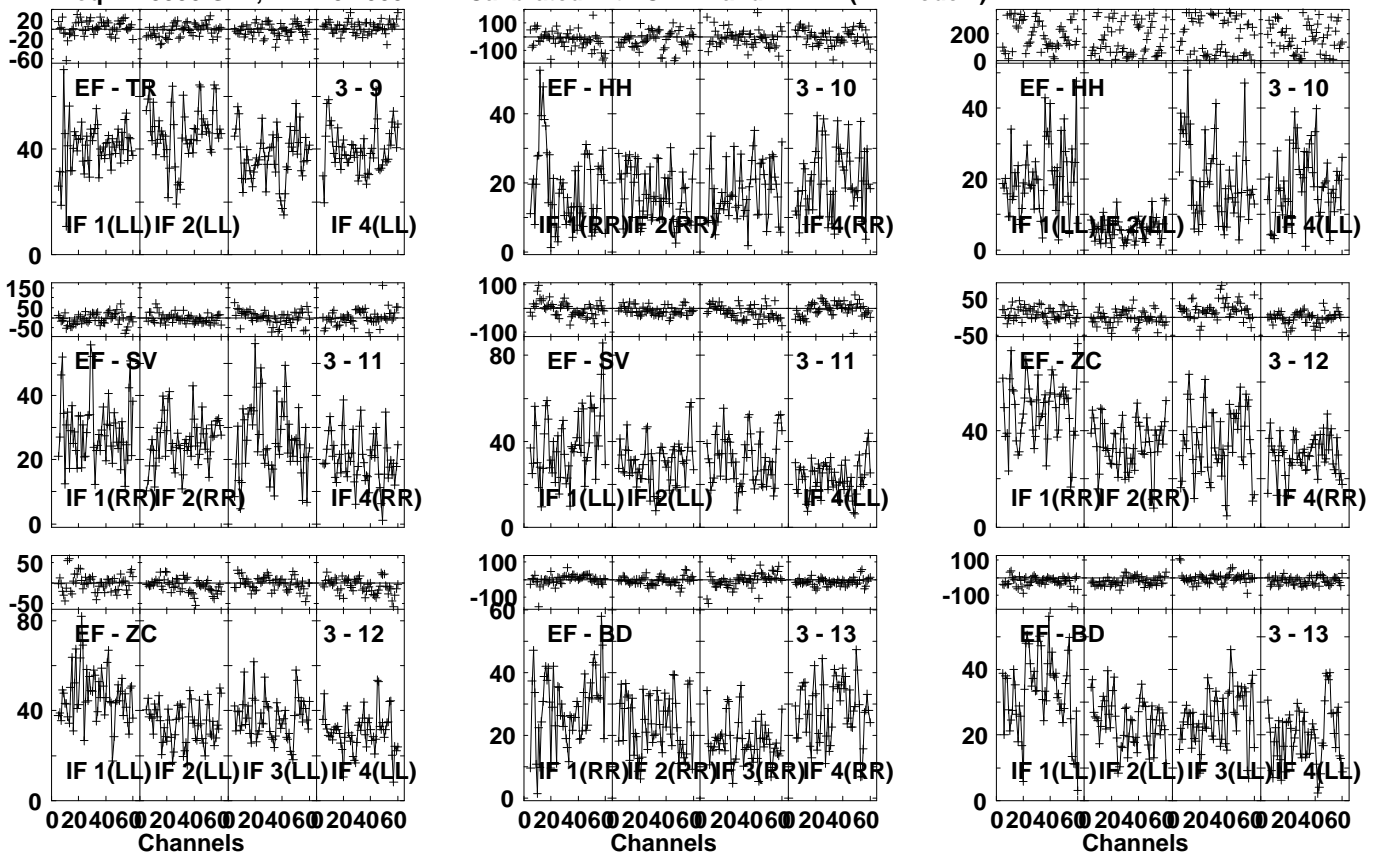 20
-20
-60
EF - TR 3 - 9
40
IF 1(LL) IF 2(LL) IF 4(LL)
0
100
-100
EF - HH 3 - 10
40
20
IF 1(RR) IF 2(RR) IF 4(RR)
0
200
0
EF - HH 3 - 10
40
20
IF 1(LL) IF 2(LL) IF 4(LL)
0
150
50
-50
EF - SV 3 - 11
40
20
IF 1(RR) IF 2(RR) IF 4(RR)
0
100
-100
EF - SV 3 - 11
80
40
IF 1(LL) IF 2(LL) IF 4(LL)
0
50
-50
EF - ZC 3 - 12
40
IF 1(RR) IF 2(RR) IF 4(RR)
0
50
-50
EF - ZC 3 - 12
80
40
IF 1(LL) IF 2(LL) IF 3(LL) IF 4(LL)
0
0 20 40 60 0 20 40 60 0 20 40 60 0 20 40 60
Channels
100
-100
EF - BD 3 - 13
60
40
20
IF 1(RR) IF 2(RR) IF 3(RR) IF 4(RR)
0
0 20 40 60 0 20 40 60 0 20 40 60 0 20 40 60
Channels
100
-100
EF - BD 3 - 13
40
20
IF 1(LL) IF 2(LL) IF 3(LL) IF 4(LL)
0
0 20 40 60 0 20 40 60 0 20 40 60 0 20 40 60
Channels